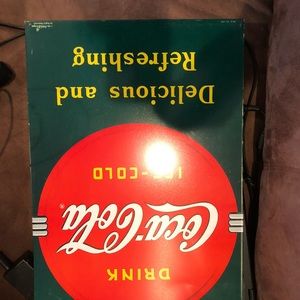 DRINK
Coca-Cola
ICE-COLD
Delicious and
Refreshing